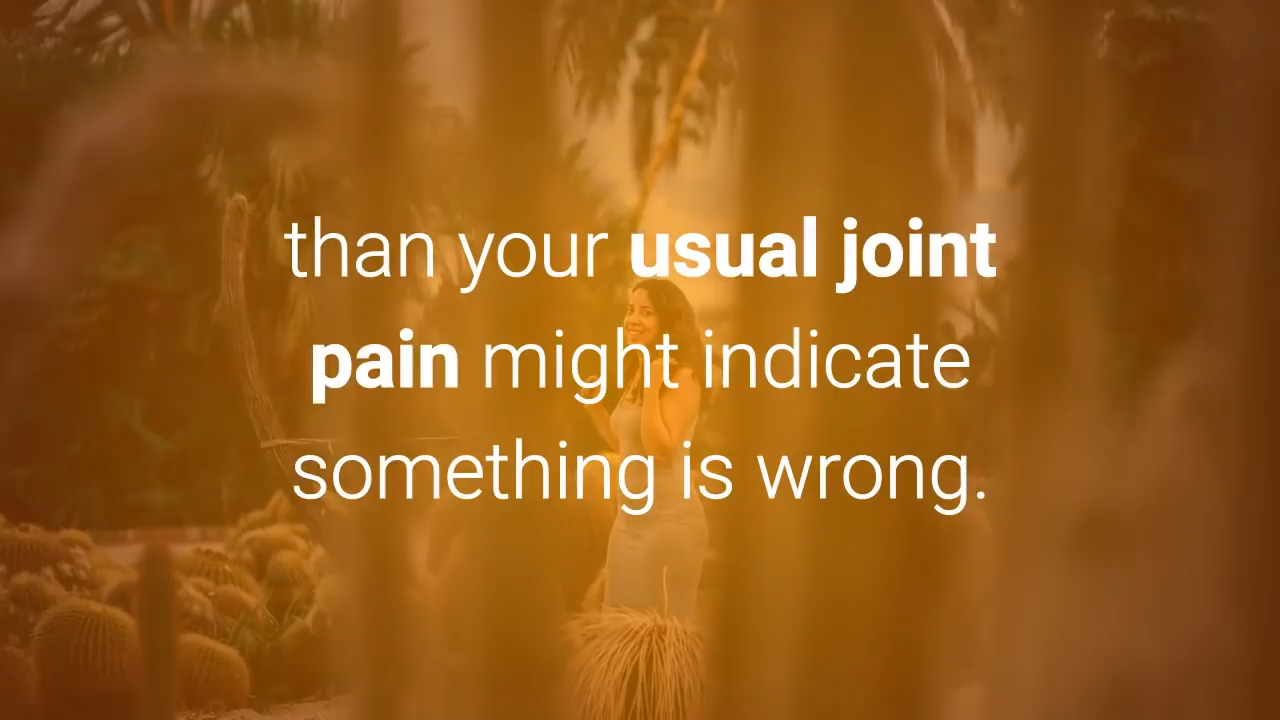 than your usual joint
pain might indicate
something is wrong.